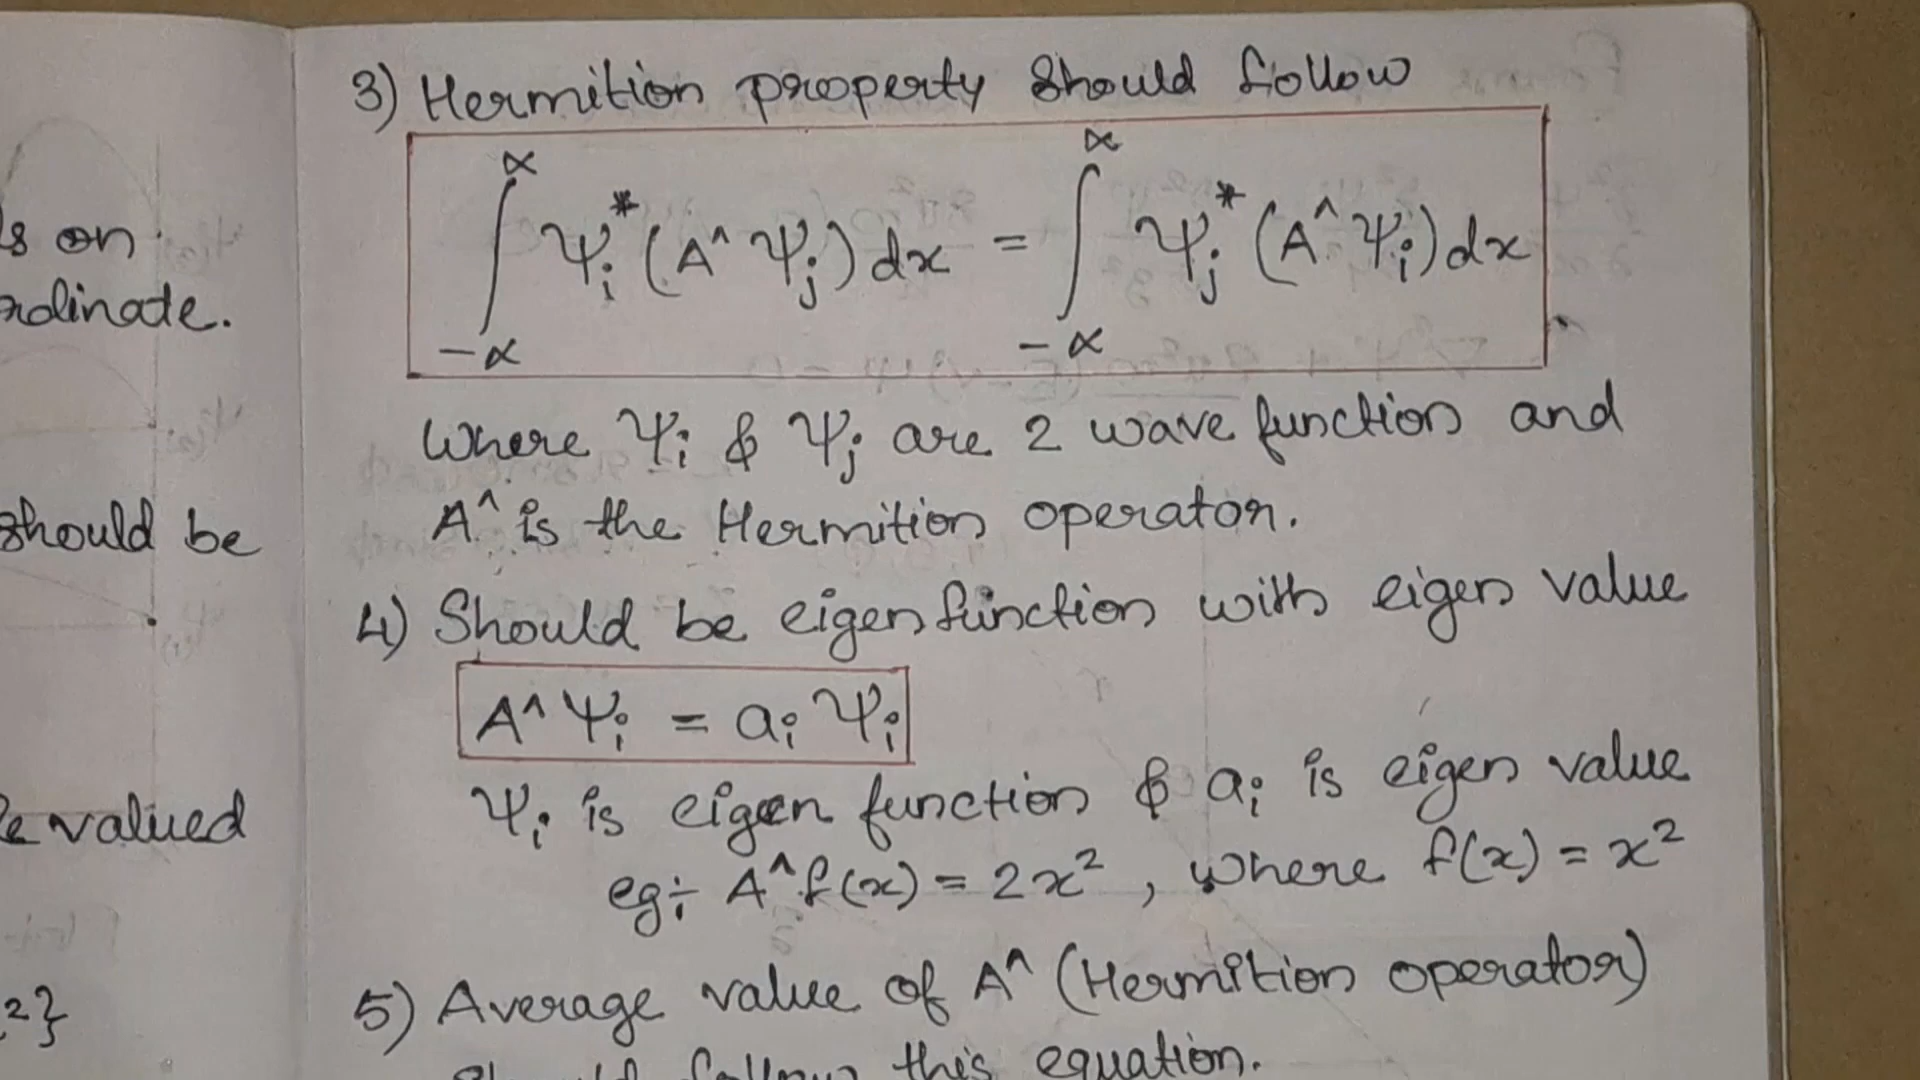 s on
rdinate.
should be
e valued
2}
3) Hermition property should follow
∫_{-∝}^{∝} Ψi* (A^ Ψj) dx = ∫_{-∝}^{∝} Ψj* (A^ Ψi) dx
where Ψi & Ψj are 2 wave function and
A^ is the Hermition operator.
4) Should be eigen function with eigen value
A^ Ψi = ai Ψi
Ψi is eigen function & ai is eigen value
eg:- A^ f(x) = 2x², where f(x) = x²
5) Average value of A^ (Hermition operator)
should follow this equation.